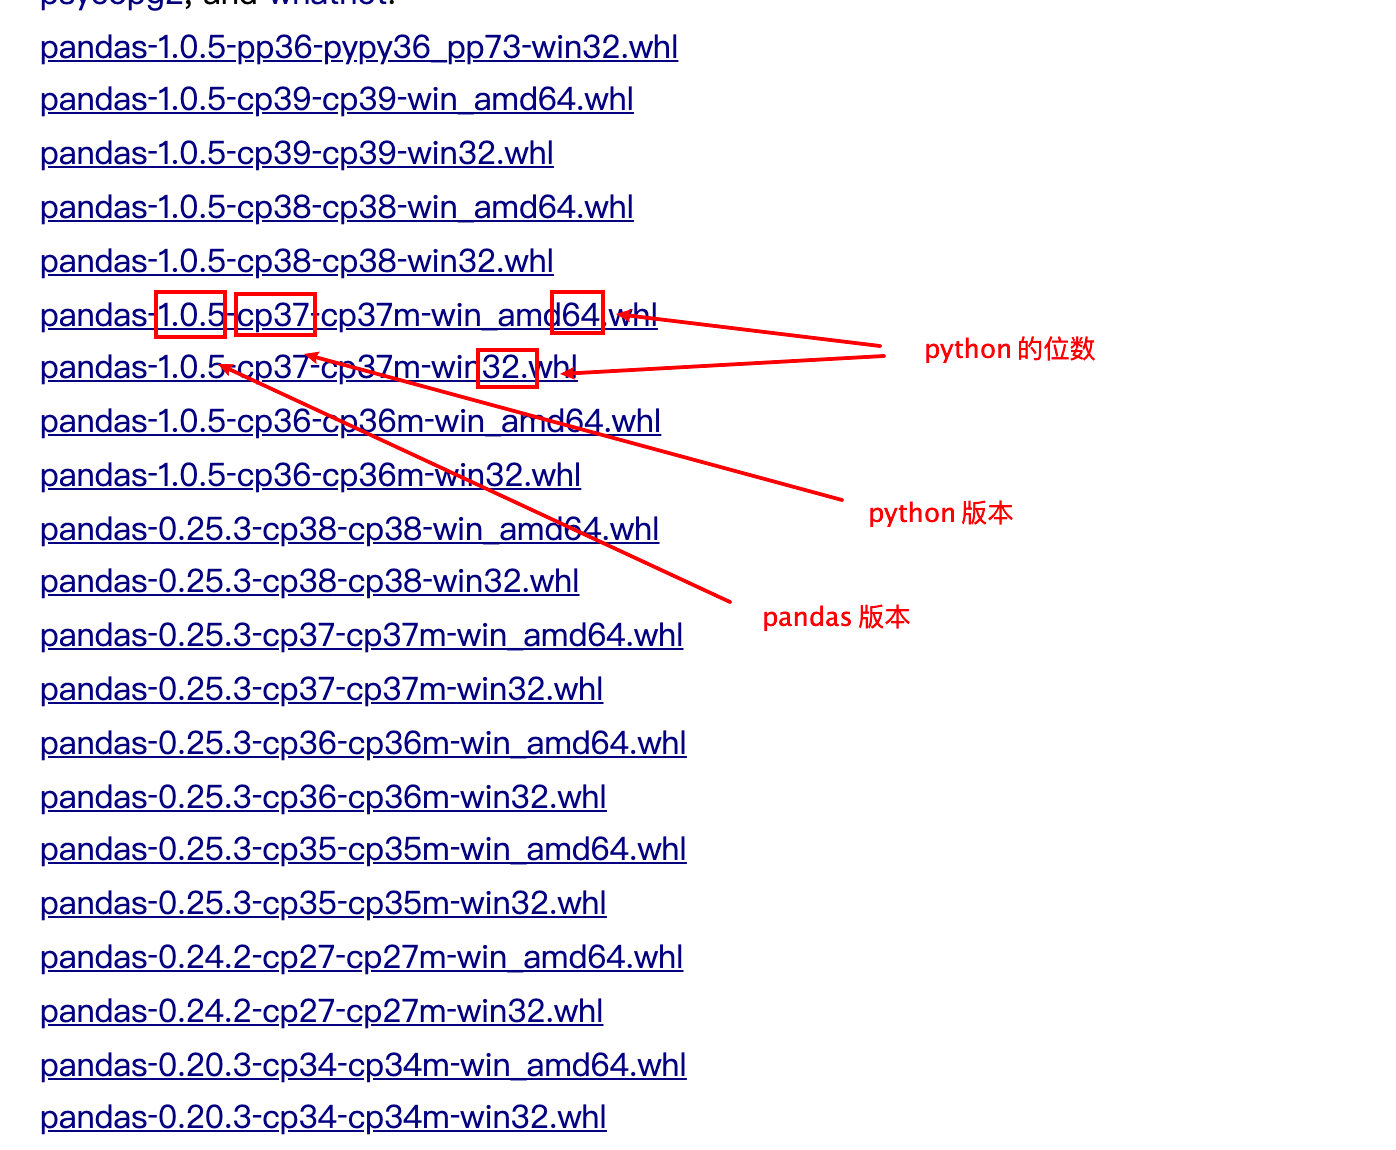 psycopg2, and whatnot.
pandas-1.0.5-pp36-pypy36_pp73-win32.whl
pandas-1.0.5-cp39-cp39-win_amd64.whl
pandas-1.0.5-cp39-cp39-win32.whl
pandas-1.0.5-cp38-cp38-win_amd64.whl
pandas-1.0.5-cp38-cp38-win32.whl
pandas-1.0.5-cp37-cp37m-win_amd64.whl
python 的位数
pandas-1.0.5-cp37-cp37m-win32.whl
pandas-1.0.5-cp36-cp36m-win_amd64.whl
pandas-1.0.5-cp36-cp36m-win32.whl
python 版本
pandas-0.25.3-cp38-cp38-win_amd64.whl
pandas-0.25.3-cp38-cp38-win32.whl
pandas 版本
pandas-0.25.3-cp37-cp37m-win_amd64.whl
pandas-0.25.3-cp37-cp37m-win32.whl
pandas-0.25.3-cp36-cp36m-win_amd64.whl
pandas-0.25.3-cp36-cp36m-win32.whl
pandas-0.25.3-cp35-cp35m-win_amd64.whl
pandas-0.25.3-cp35-cp35m-win32.whl
pandas-0.24.2-cp27-cp27m-win_amd64.whl
pandas-0.24.2-cp27-cp27m-win32.whl
pandas-0.20.3-cp34-cp34m-win_amd64.whl
pandas-0.20.3-cp34-cp34m-win32.whl